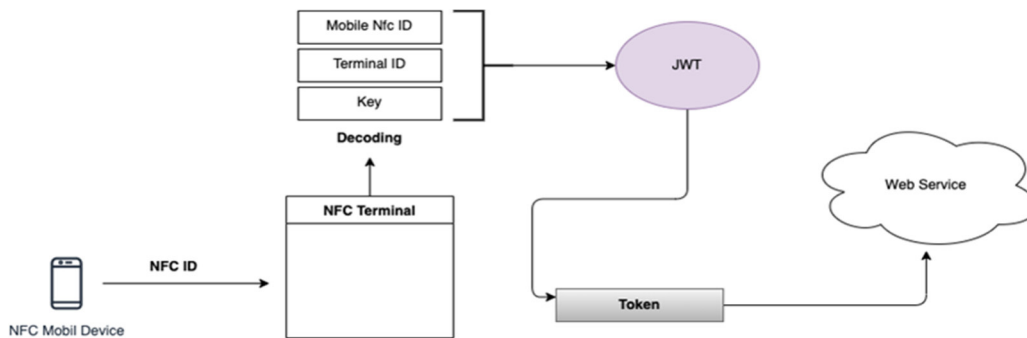 Mobile Nfc ID
Terminal ID
Key
Decoding
JWT
Web Service
NFC Terminal
NFC ID
NFC Mobil Device
Token